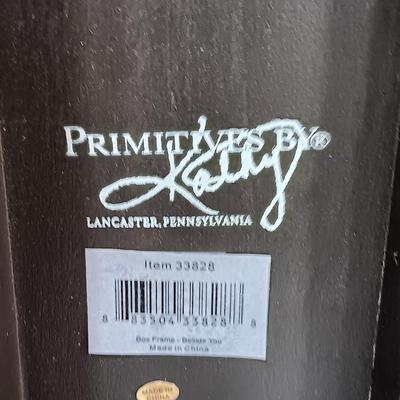 PRIMITIVES BY®
Kathy
LANCASTER, PENNSYLVANIA
Item 33828
8 83504 33828 8
Box Frame - Beside You
Made in China
MADE IN
CHINA